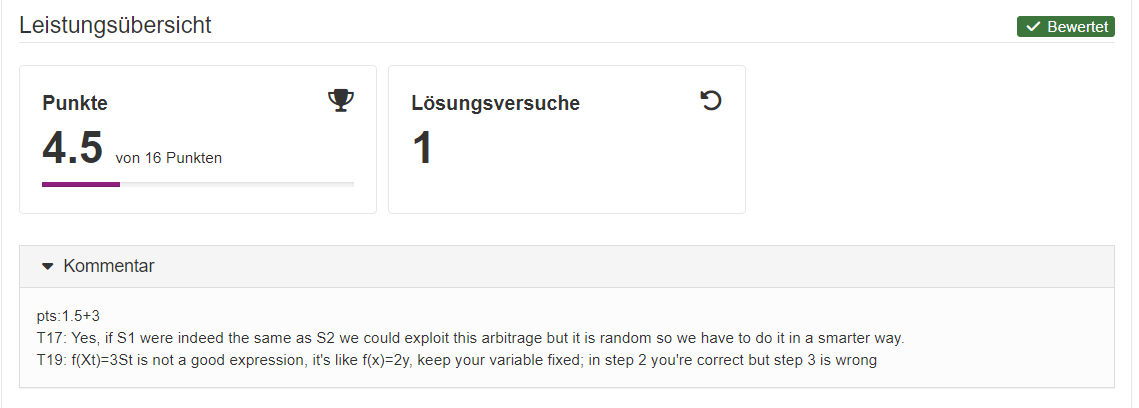 Leistungsübersicht
Bewertet
Punkte
4.5 von 16 Punkten
Lösungsversuche
1
Kommentar
pts:1.5+3
T17: Yes, if S1 were indeed the same as S2 we could exploit this arbitrage but it is random so we have to do it in a smarter way.
T19: f(Xt)=3St is not a good expression, it's like f(x)=2y, keep your variable fixed; in step 2 you're correct but step 3 is wrong